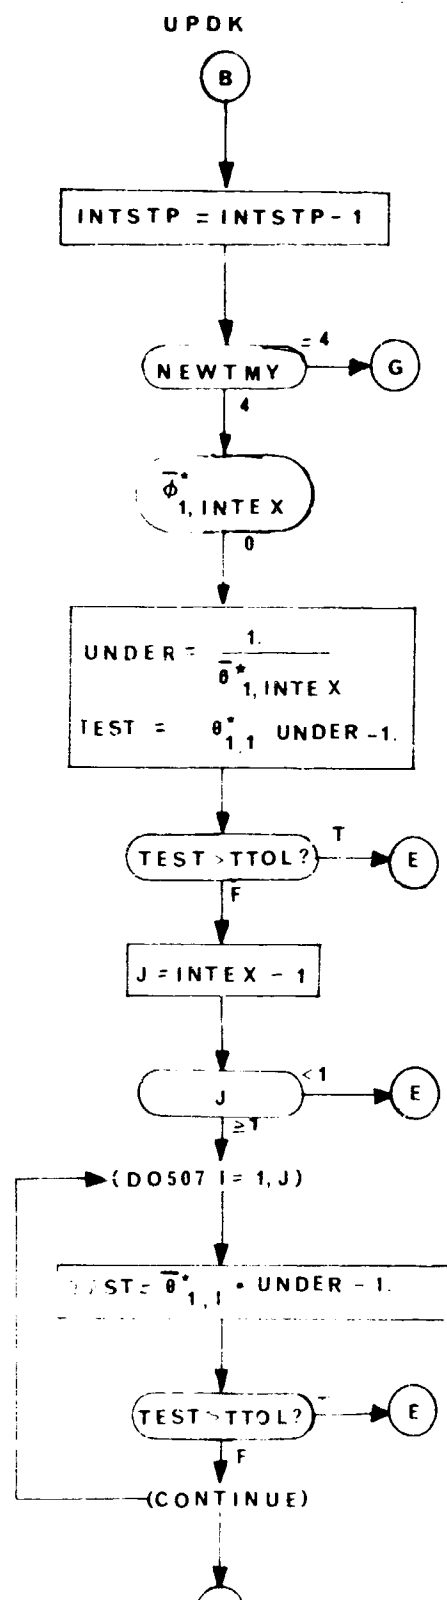 UPDK
B
INTSTP = INTSTP - 1
NEWTMY
= 4
G
4
φ̅*1, INTEX
0
UNDER = 1. / θ̅*1, INTEX
TEST = θ*1,1 UNDER -1.
TEST > TTOL?
T
E
F
J = INTEX - 1
J
< 1
E
≥ 1
(DO507 I = 1, J)
= θ̅*1, I • UNDER - 1.
TEST > TTOL?
E
F
(CONTINUE)